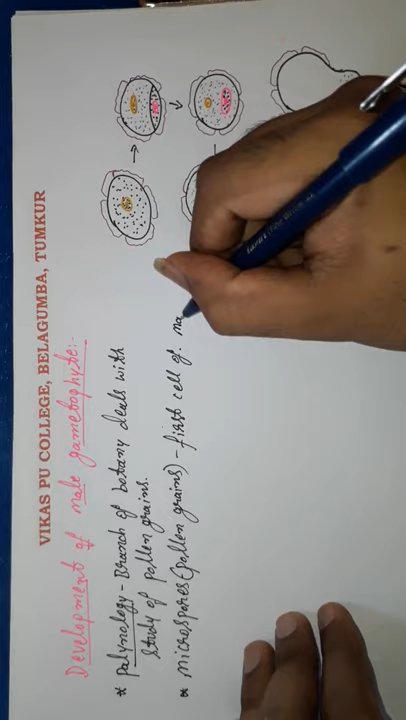 VIKAS PU COLLEGE, BELAGUMBA, TUMKUR
Development of male gametophyte:-
* Palynology - Branch of botany deals with
study of pollen grains.
* Microspores (pollen grains) - first cell of. ma